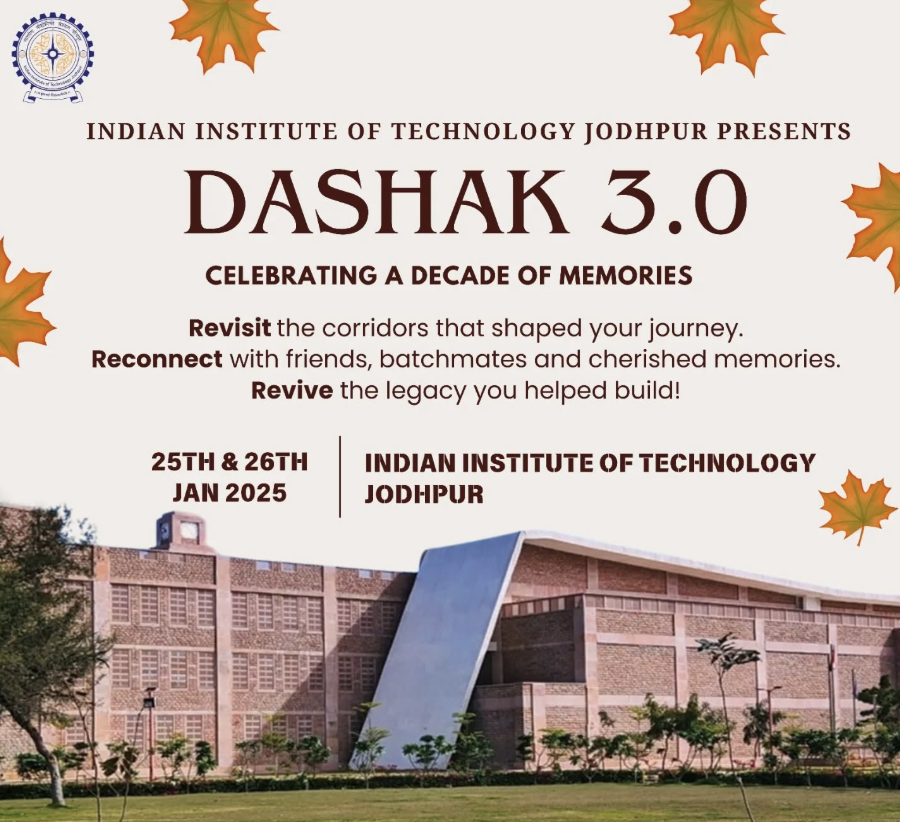 INDIAN INSTITUTE OF TECHNOLOGY JODHPUR PRESENTS
DASHAK 3.0
CELEBRATING A DECADE OF MEMORIES
Revisit the corridors that shaped your journey.
Reconnect with friends, batchmates and cherished memories.
Revive the legacy you helped build!
25TH & 26TH
JAN 2025
INDIAN INSTITUTE OF TECHNOLOGY
JODHPUR